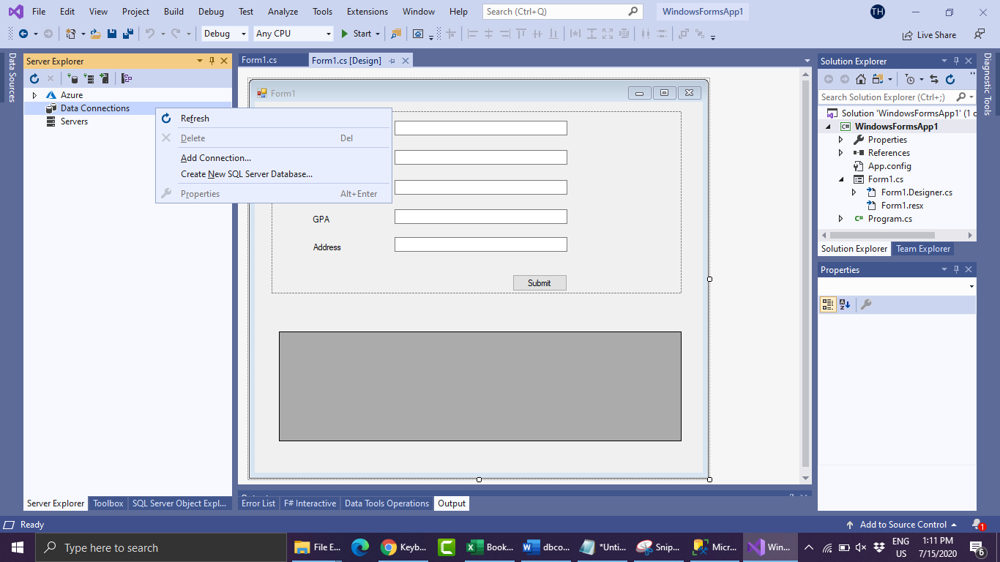 File Edit View Project Build Debug Test Analyze Tools Extensions Window Help Search (Ctrl+Q) WindowsFormsApp1 TH
Debug Any CPU Start Live Share
Data Sources
Server Explorer
Azure
Data Connections
Servers
Refresh
Delete Del
Add Connection...
Create New SQL Server Database...
Properties Alt+Enter
Form1.cs Form1.cs [Design]
Form1
GPA
Address
Submit
Solution Explorer
Search Solution Explorer (Ctrl+;)
Solution 'WindowsFormsApp1' (1 c
C# WindowsFormsApp1
Properties
References
App.config
Form1.cs
Form1.Designer.cs
Form1.resx
C# Program.cs
Solution Explorer Team Explorer
Properties
Diagnostic Tools
Server Explorer Toolbox SQL Server Object Expl...
Error List F# Interactive Data Tools Operations Output
Ready Add to Source Control 1
Type here to search File E... Keyb... Book... dbco... *Unti... Snip... Micr... Win...
ENG
US
1:11 PM
7/15/2020
6